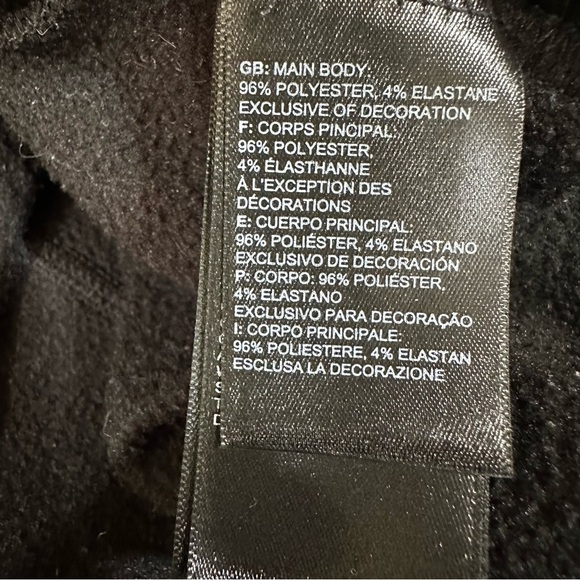 GB: MAIN BODY:
96% POLYESTER, 4% ELASTANE
EXCLUSIVE OF DECORATION
F: CORPS PINCIPAL:
96% POLYESTER,
4% ÉLASTHANNE
À L'EXCEPTION DES
DÉCORATIONS
E: CUERPO PRINCIPAL:
96% POLIÉSTER, 4% ELASTANO
EXCLUSIVO DE DECORACIÓN
P: CORPO: 96% POLIÉSTER,
4% ELASTANO
EXCLUSIVO PARA DECORAÇÃO
I: CORPO PRINCIPALE:
96% POLIESTERE, 4% ELASTAN
ESCLUSA LA DECORAZIONE